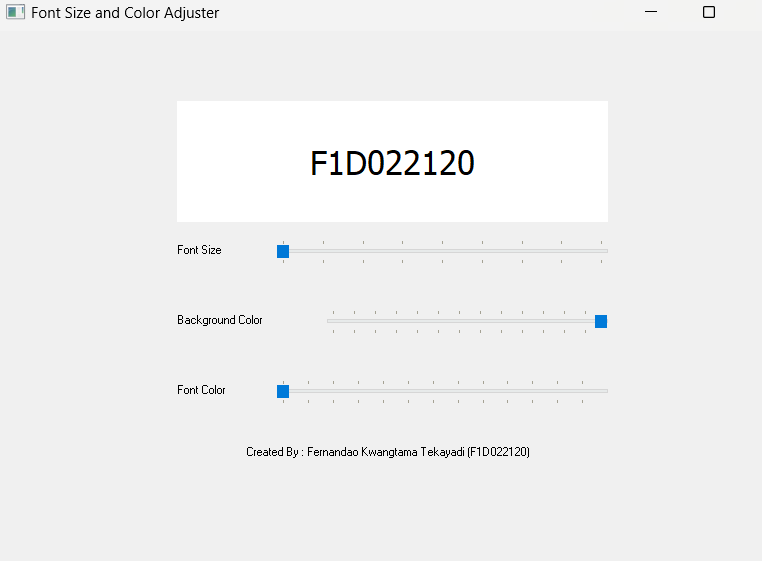 Font Size and Color Adjuster
F1D022120
Font Size
Background Color
Font Color
Created By : Fernandao Kwangtama Tekayadi (F1D022120)